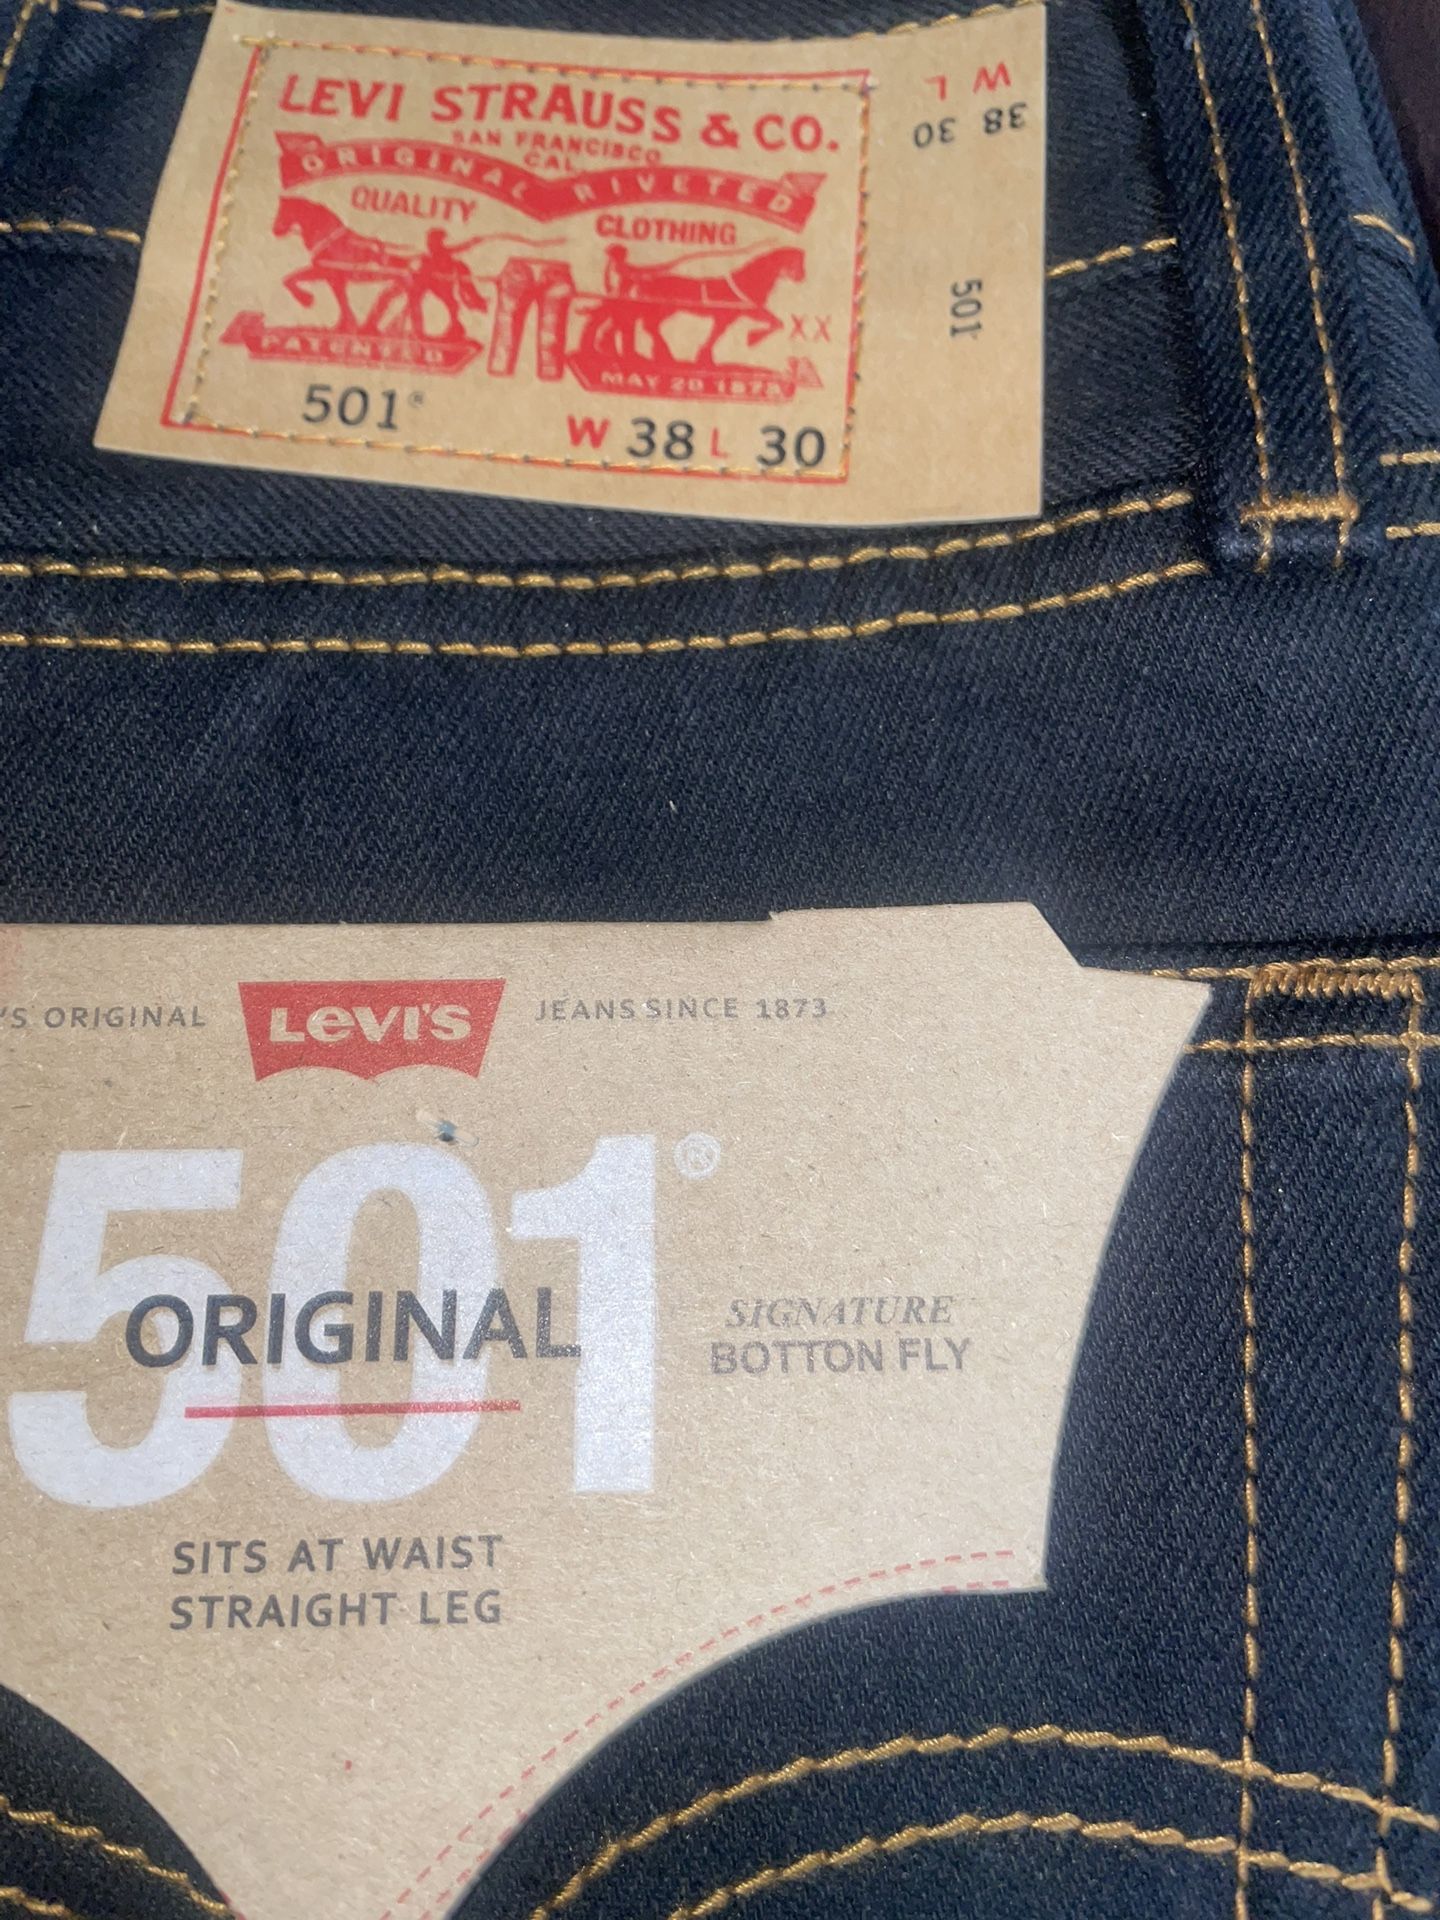 LEVI STRAUSS & CO.
SAN FRANCISCO
CAL
ORIGINAL RIVETED
QUALITY CLOTHING
XX
PATENTED MAY 20 1873
501® W 38 L 30
W L
38 30
501
'S ORIGINAL Levi's JEANS SINCE 1873
501®
ORIGINAL
SIGNATURE
BOTTON FLY
SITS AT WAIST
STRAIGHT LEG